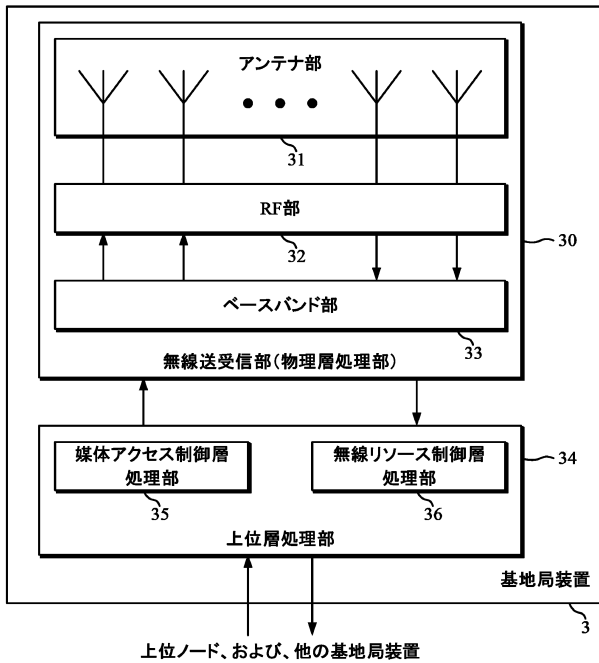 アンテナ部
31
RF部
32
30
ベースバンド部
33
無線送受信部(物理層処理部)
媒体アクセス制御層
処理部
35
無線リソース制御層
処理部
36
34
上位層処理部
基地局装置
3
上位ノード、および、他の基地局装置